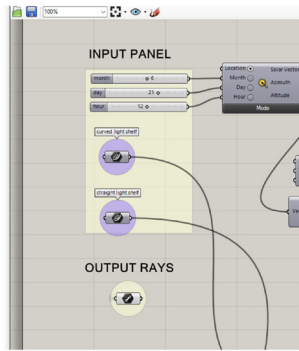 100%
INPUT PANEL
month 6
day 21
hour 12
Location
Month
Day
Hour
Solar vector
Azimuth
Altitude
Mode
curved light shelf
straight light shelf
Ve
OUTPUT RAYS